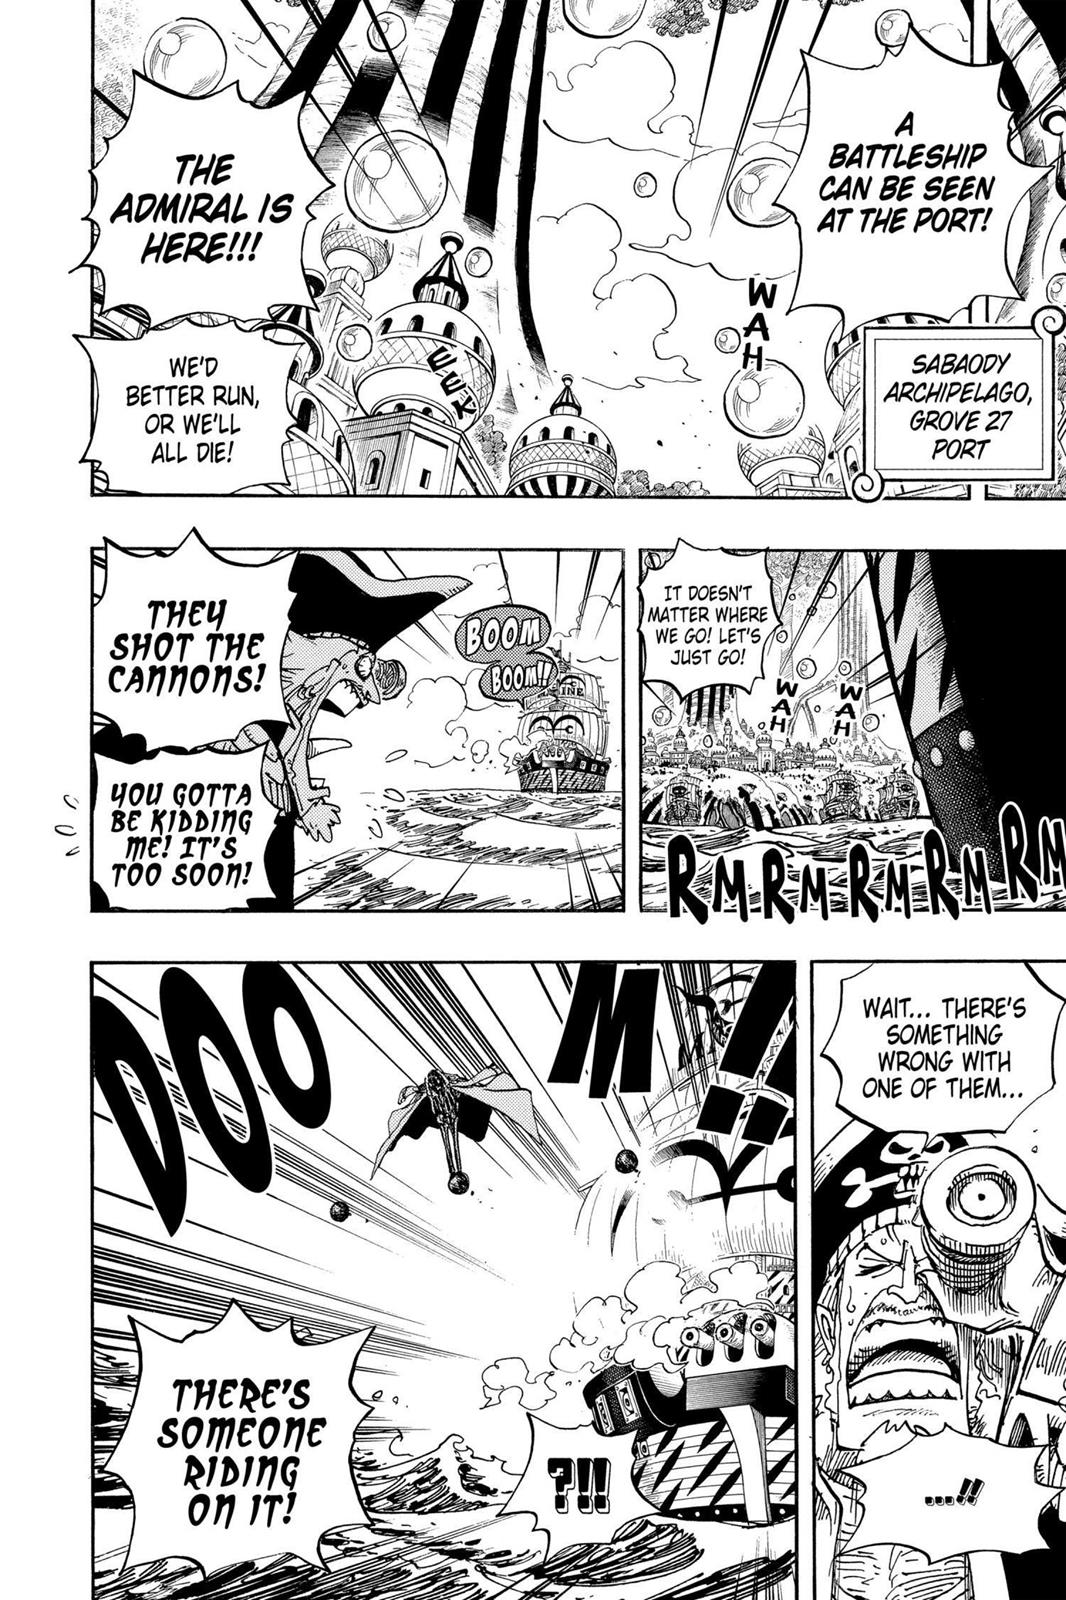 A
BATTLESHIP
CAN BE SEEN
AT THE PORT!
SABAODY
ARCHIPELAGO,
GROVE 27
PORT
WAH
THE
ADMIRAL IS
HERE!!!
EEEK
WE'D
BETTER RUN,
OR WE'LL
ALL DIE!
IT DOESN'T
MATTER WHERE
WE GO! LET'S
JUST GO!
WAH
WAH
RMRMRMRMRM
BOOM
BOOM!!
THEY
SHOT THE
CANNONS!
YOU GOTTA
BE KIDDING
ME! IT'S
TOO SOON!
WAIT... THERE'S
SOMETHING
WRONG WITH
ONE OF THEM...
...!!
DOOM!!
THERE'S
SOMEONE
RIDING
ON IT!
?!!